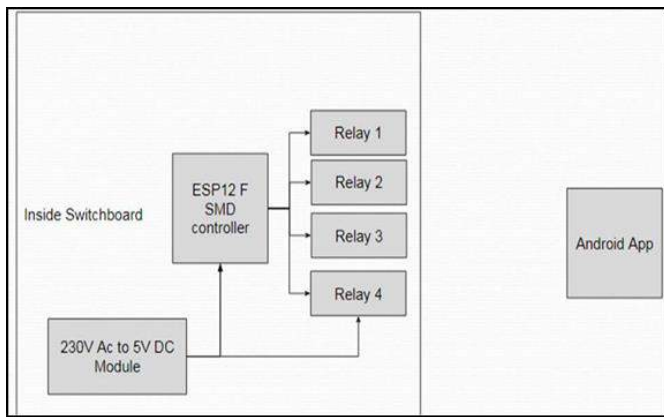 Relay 1
ESP12 F
SMD
controller
Relay 2
Inside Switchboard
Relay 3
Android App
Relay 4
230V Ac to 5V DC
Module